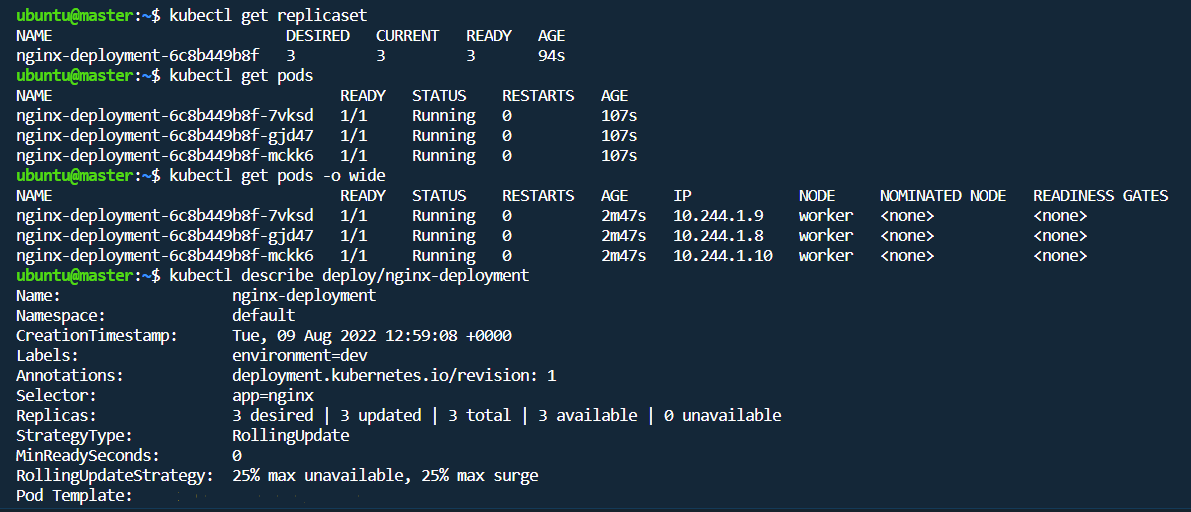 ubuntu@master:~$ kubectl get replicaset
NAME                          DESIRED   CURRENT   READY   AGE
nginx-deployment-6c8b449b8f   3         3         3       94s
ubuntu@master:~$ kubectl get pods
NAME                                READY   STATUS    RESTARTS   AGE
nginx-deployment-6c8b449b8f-7vksd   1/1     Running   0          107s
nginx-deployment-6c8b449b8f-gjd47   1/1     Running   0          107s
nginx-deployment-6c8b449b8f-mckk6   1/1     Running   0          107s
ubuntu@master:~$ kubectl get pods -o wide
NAME                                READY   STATUS    RESTARTS   AGE     IP            NODE     NOMINATED NODE   READINESS GATES
nginx-deployment-6c8b449b8f-7vksd   1/1     Running   0          2m47s   10.244.1.9    worker   <none>           <none>
nginx-deployment-6c8b449b8f-gjd47   1/1     Running   0          2m47s   10.244.1.8    worker   <none>           <none>
nginx-deployment-6c8b449b8f-mckk6   1/1     Running   0          2m47s   10.244.1.10   worker   <none>           <none>
ubuntu@master:~$ kubectl describe deploy/nginx-deployment
Name:                   nginx-deployment
Namespace:              default
CreationTimestamp:      Tue, 09 Aug 2022 12:59:08 +0000
Labels:                 environment=dev
Annotations:            deployment.kubernetes.io/revision: 1
Selector:               app=nginx
Replicas:               3 desired | 3 updated | 3 total | 3 available | 0 unavailable
StrategyType:           RollingUpdate
MinReadySeconds:        0
RollingUpdateStrategy:  25% max unavailable, 25% max surge
Pod Template: